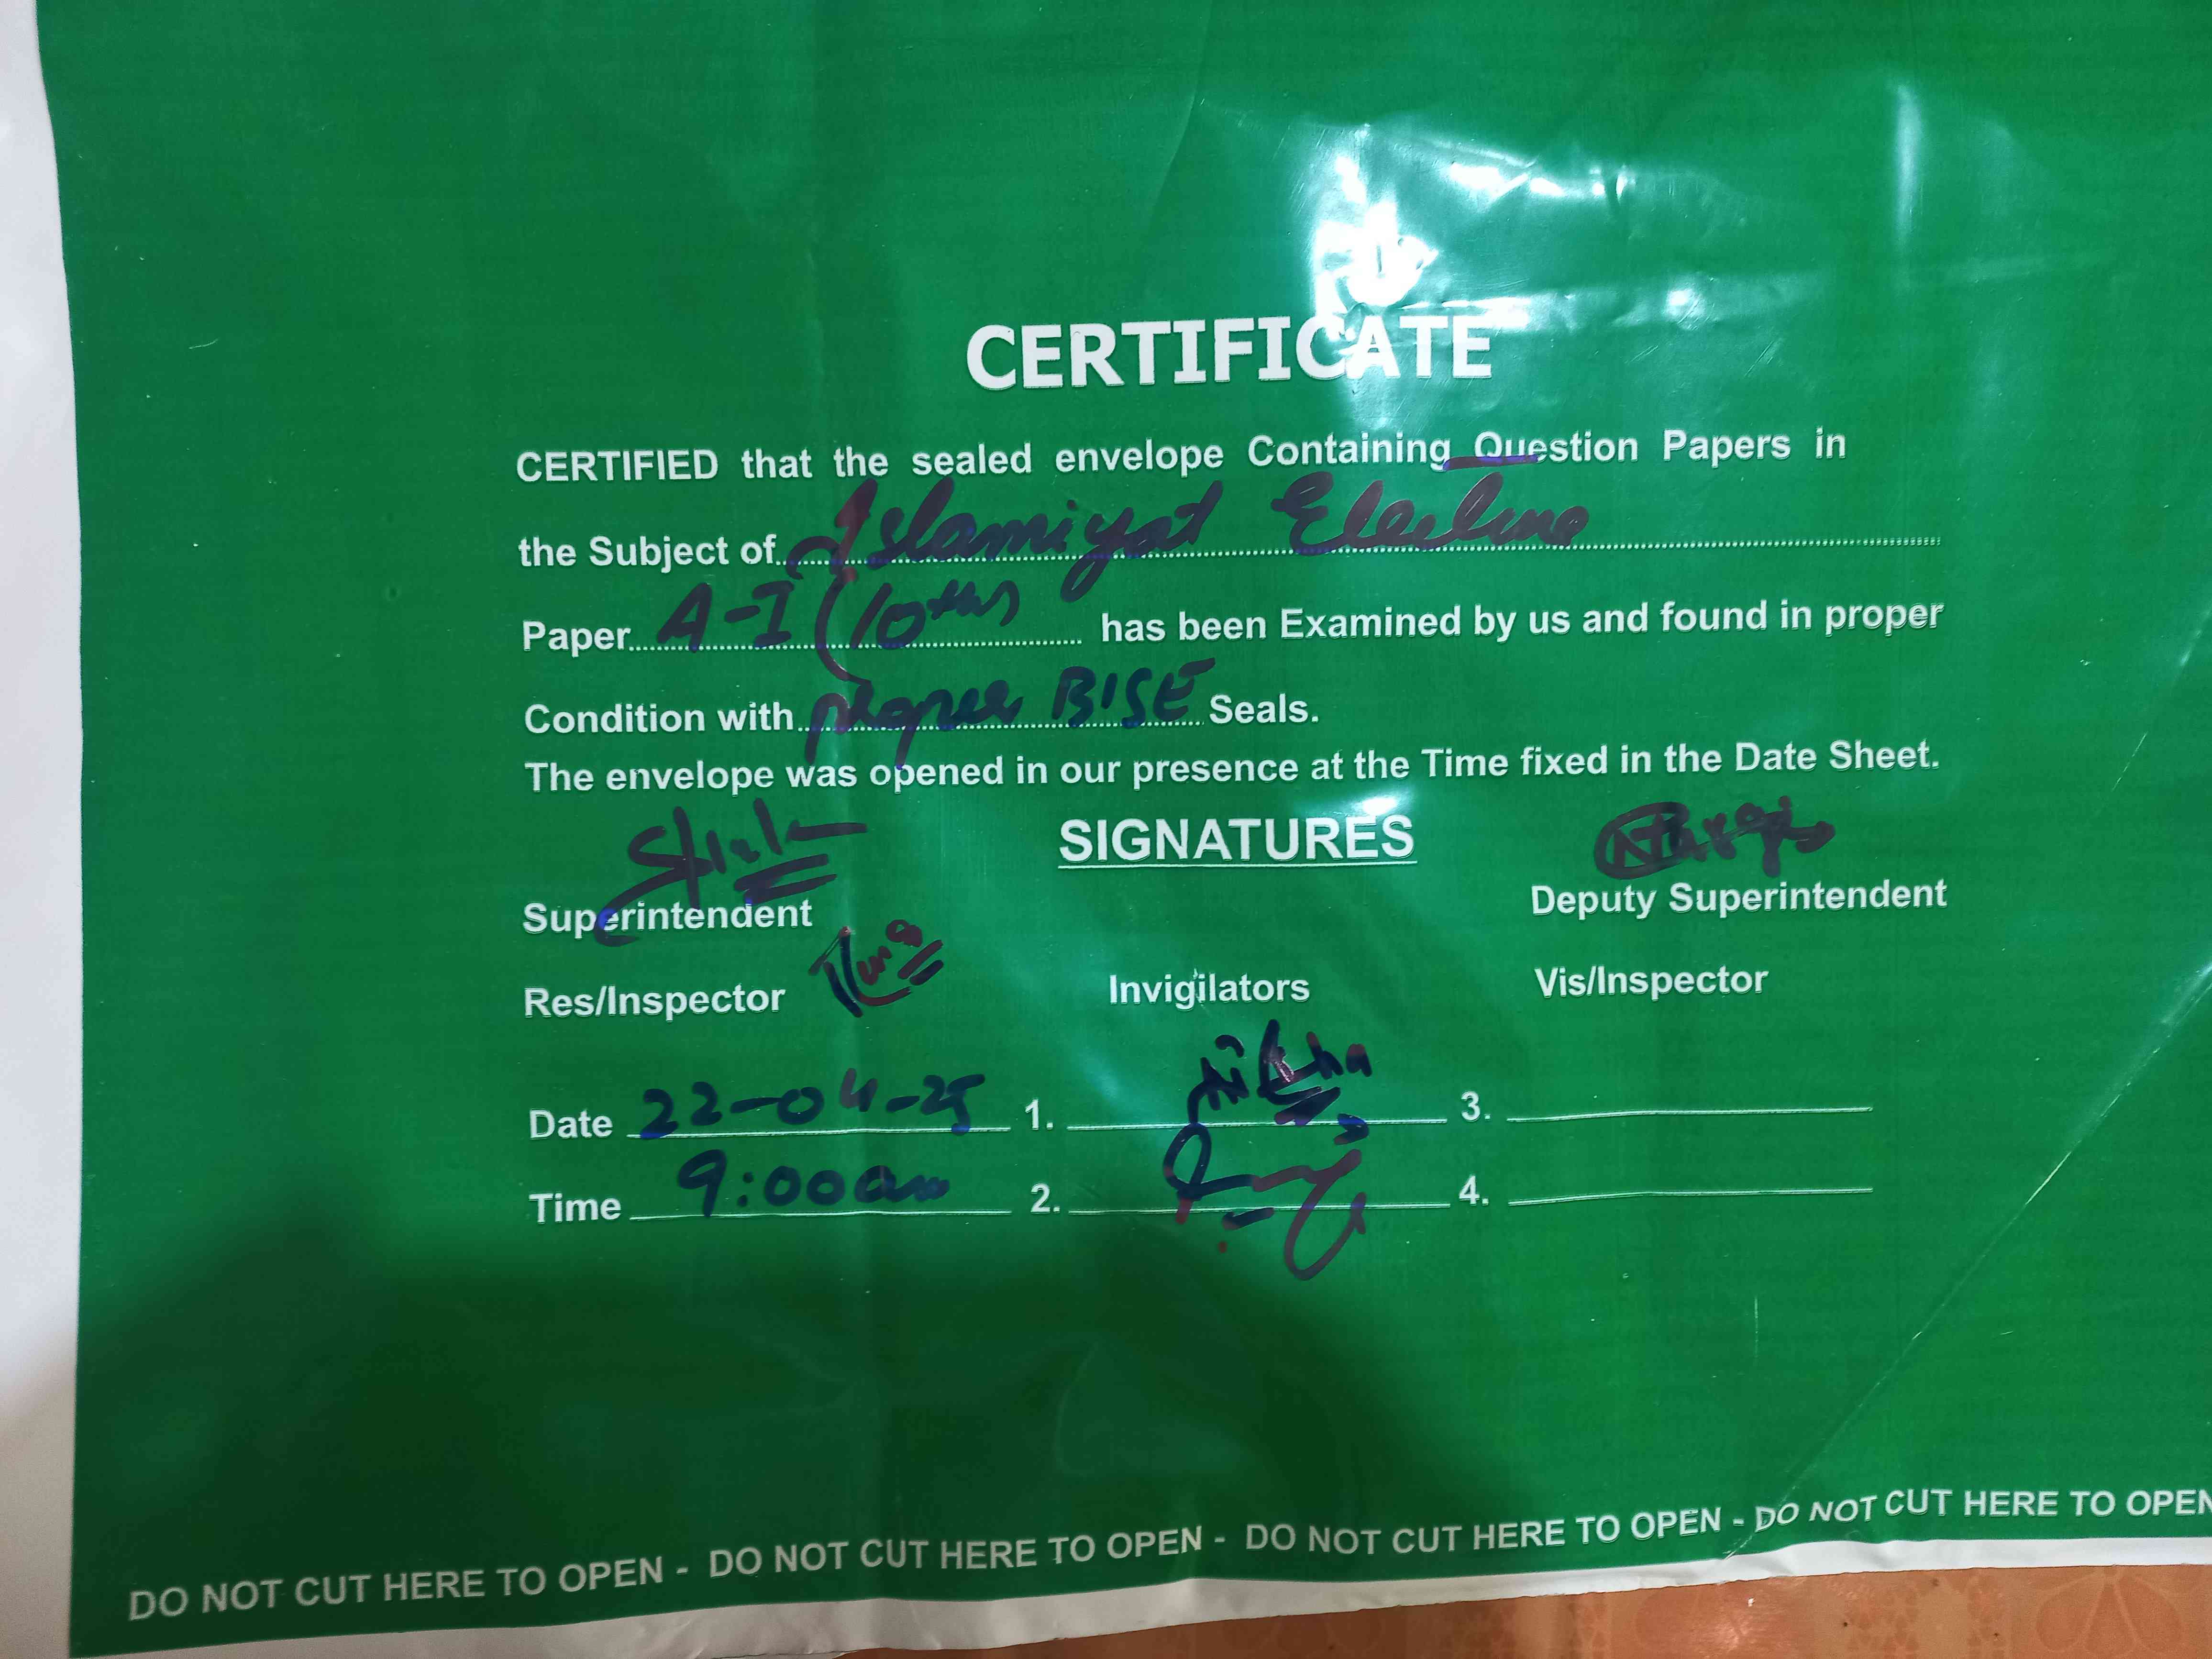 CERTIFICATE
CERTIFIED that the sealed envelope Containing Question Papers in
the Subject of Islamiyat Elective
Paper A-I (10th) has been Examined by us and found in proper
Condition with proper BISE Seals.
The envelope was opened in our presence at the Time fixed in the Date Sheet.
SIGNATURES
Superintendent
Deputy Superintendent
Res/Inspector Invigilators Vis/Inspector
Date 22-04-25 1. 3.
Time 9:00am 2. 4.
DO NOT CUT HERE TO OPEN - DO NOT CUT HERE TO OPEN - DO NOT CUT HERE TO OPEN - DO NOT CUT HERE TO OPEN